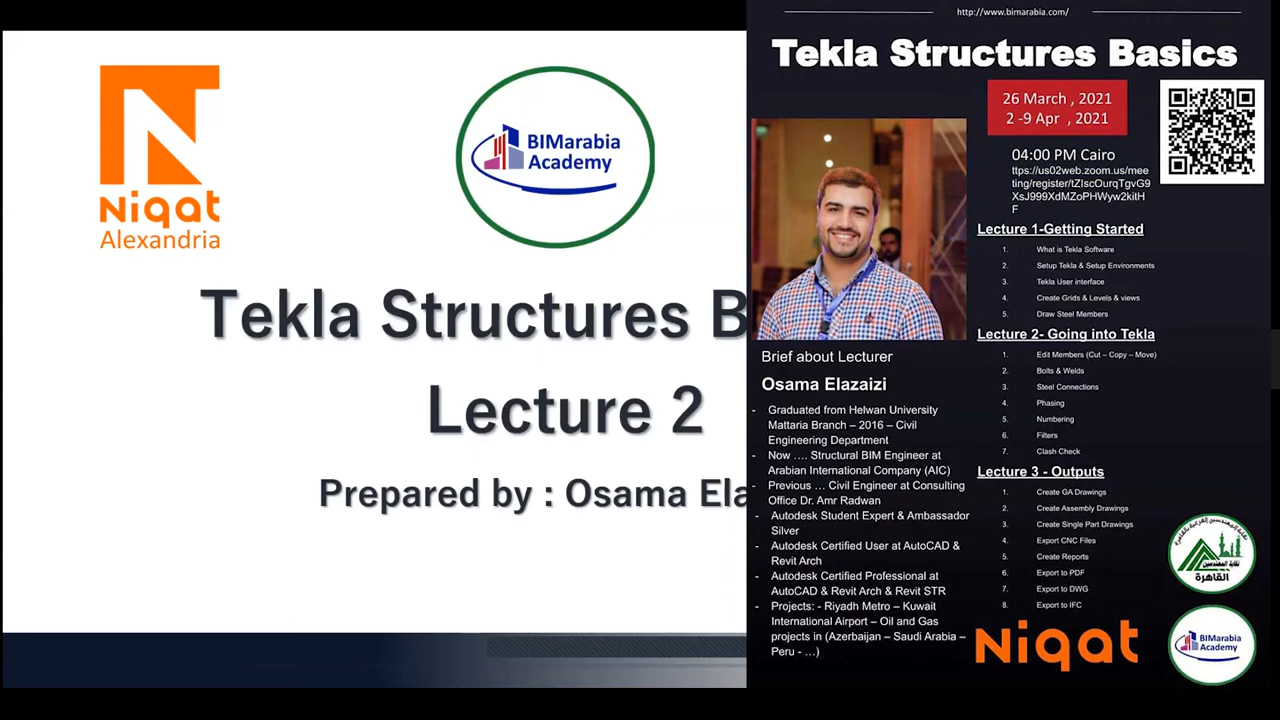 Niqat
Alexandria
BIMarabia
Academy
Tekla Structures B
Lecture 2
Prepared by : Osama Ela
http://www.bimarabia.com/
Tekla Structures Basics
26 March , 2021
2 -9 Apr , 2021
04:00 PM Cairo
ttps://us02web.zoom.us/mee
ting/register/tZIscOurqTgvG9
XsJ999XdMZoPHWyw2kitH
F
Brief about Lecturer
Osama Elazaizi
- Graduated from Helwan University
Mattaria Branch – 2016 – Civil
Engineering Department
- Now …. Structural BIM Engineer at
Arabian International Company (AIC)
- Previous … Civil Engineer at Consulting
Office Dr. Amr Radwan
- Autodesk Student Expert & Ambassador
Silver
- Autodesk Certified User at AutoCAD &
Revit Arch
- Autodesk Certified Professional at
AutoCAD & Revit Arch & Revit STR
- Projects: - Riyadh Metro – Kuwait
International Airport – Oil and Gas
projects in (Azerbaijan – Saudi Arabia –
Peru - …)
Lecture 1-Getting Started
1. What is Tekla Software
2. Setup Tekla & Setup Environments
3. Tekla User interface
4. Create Grids & Levels & views
5. Draw Steel Members
Lecture 2- Going into Tekla
1. Edit Members (Cut – Copy – Move)
2. Bolts & Welds
3. Steel Connections
4. Phasing
5. Numbering
6. Filters
7. Clash Check
Lecture 3 - Outputs
1. Create GA Drawings
2. Create Assembly Drawings
3. Create Single Part Drawings
4. Export CNC Files
5. Create Reports
6. Export to PDF
7. Export to DWG
8. Export to IFC
نقابة المهندسين الفرعية بالقاهرة
نقابة المهندسين
القاهرة
Niqat
BIMarabia
Academy